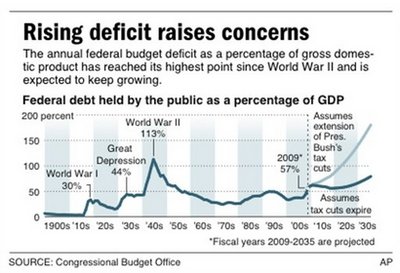 Rising deficit raises concerns
The annual federal budget deficit as a percentage of gross domes-
tic product has reached its highest point since World War II and is
expected to keep growing.
Federal debt held by the public as a percentage of GDP
200 percent
150
100
50
0
World War I
30%
Great
Depression
44%
World War II
113%
2009*
57%
Assumes
extension
of Pres.
Bush's
tax
cuts
Assumes
tax cuts expire
1900s '10s '20s '30s '40s '50s '60s '70s '80s '90s '00s '10s '20s '30s
*Fiscal years 2009-2035 are projected
SOURCE: Congressional Budget Office AP